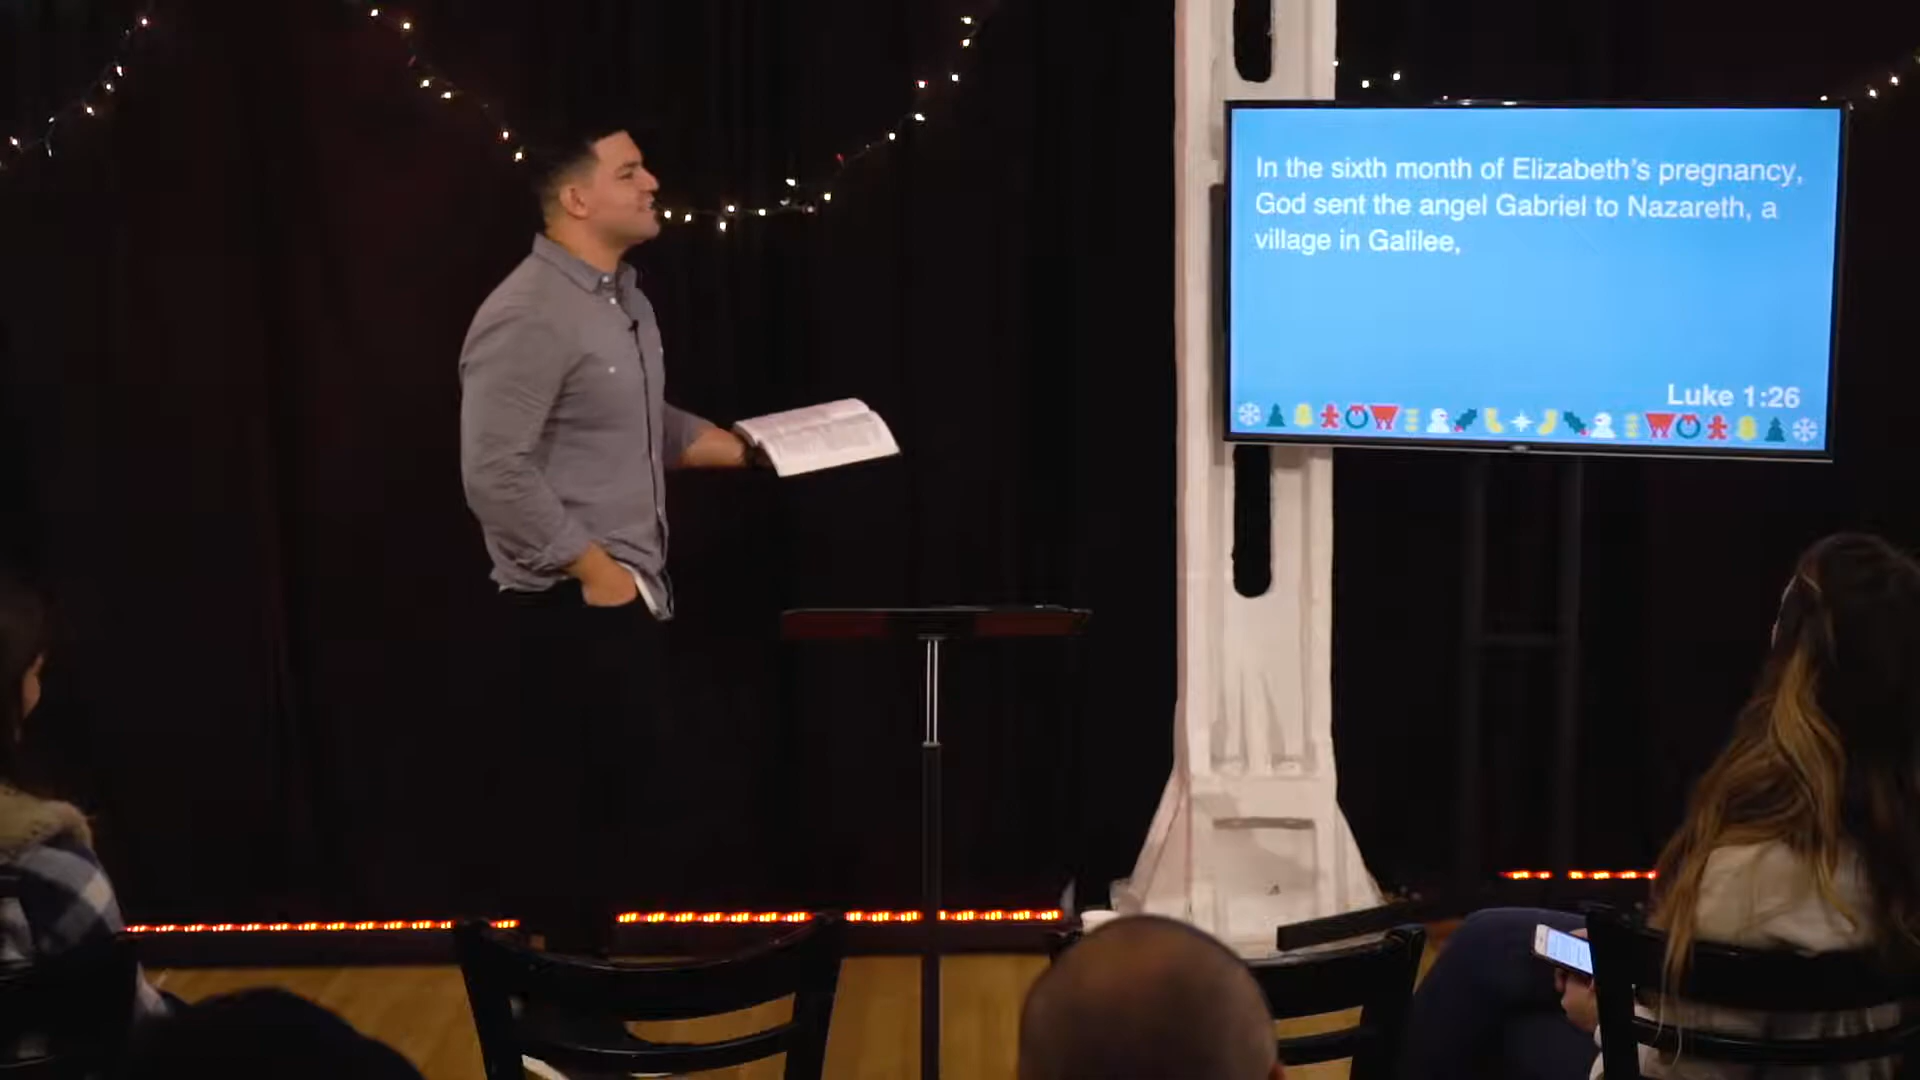 In the sixth month of Elizabeth's pregnancy,
God sent the angel Gabriel to Nazareth, a
village in Galilee,
Luke 1:26